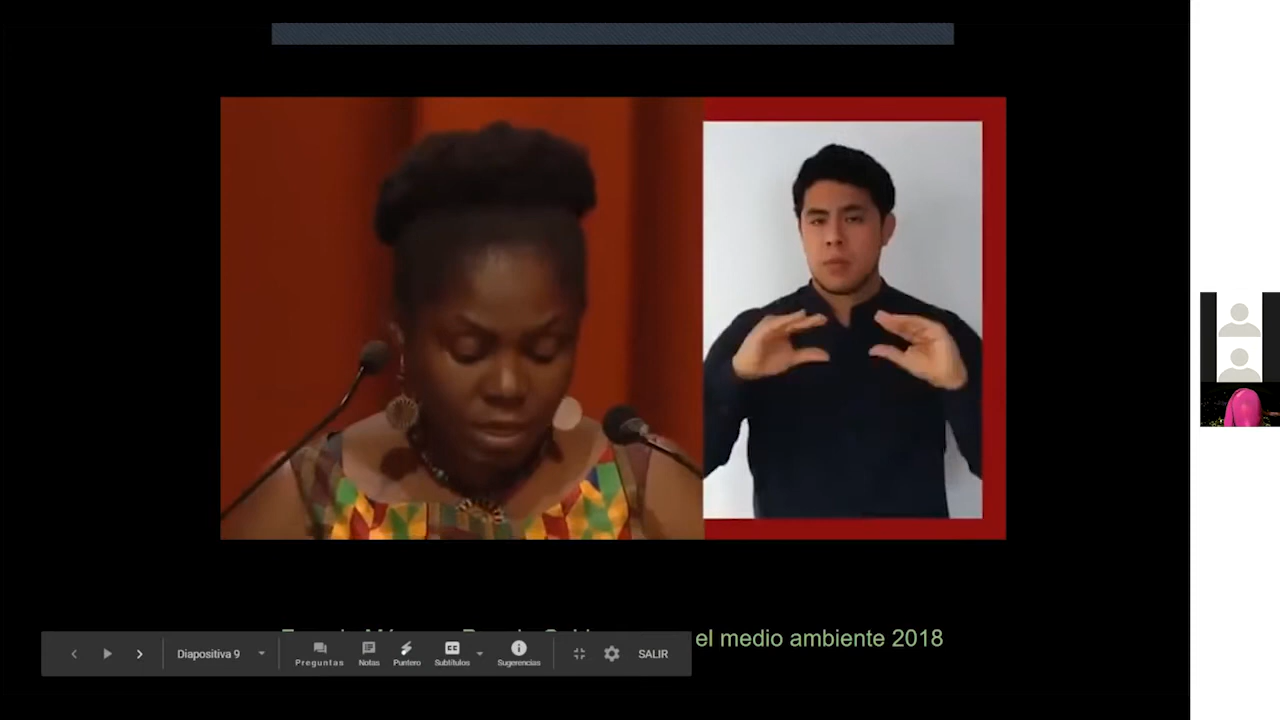 el medio ambiente 2018
Diapositiva 9
Preguntas
Notas
Puntero
Subtítulos
Sugerencias
SALIR